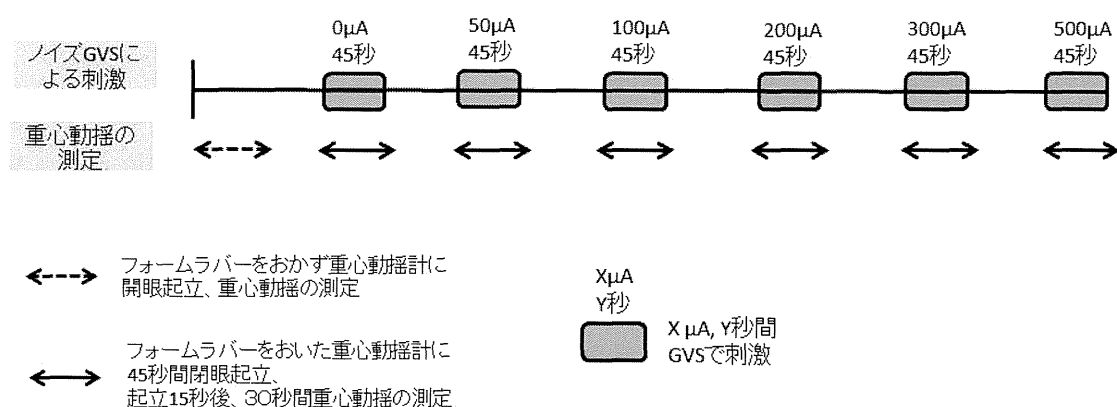 ノイズGVSに
よる刺激
0μA
45秒
50μA
45秒
100μA
45秒
200μA
45秒
300μA
45秒
500μA
45秒
重心動揺の
測定
フォームラバーをおかず重心動揺計に
開眼起立、重心動揺の測定
フォームラバーをおいた重心動揺計に
45秒間閉眼起立、
起立15秒後、30秒間重心動揺の測定
XμA
Y秒
X μA, Y秒間
GVSで刺激